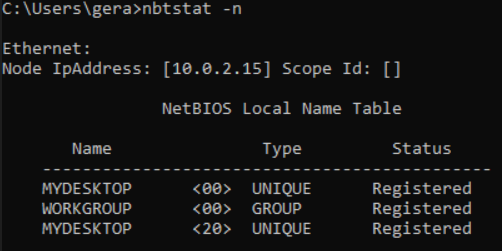 C:\Users\gera>nbtstat -n
Ethernet:
Node IpAddress: [10.0.2.15] Scope Id: []
NetBIOS Local Name Table
Name Type Status
---------------------------------------------
MYDESKTOP <00> UNIQUE Registered
WORKGROUP <00> GROUP Registered
MYDESKTOP <20> UNIQUE Registered